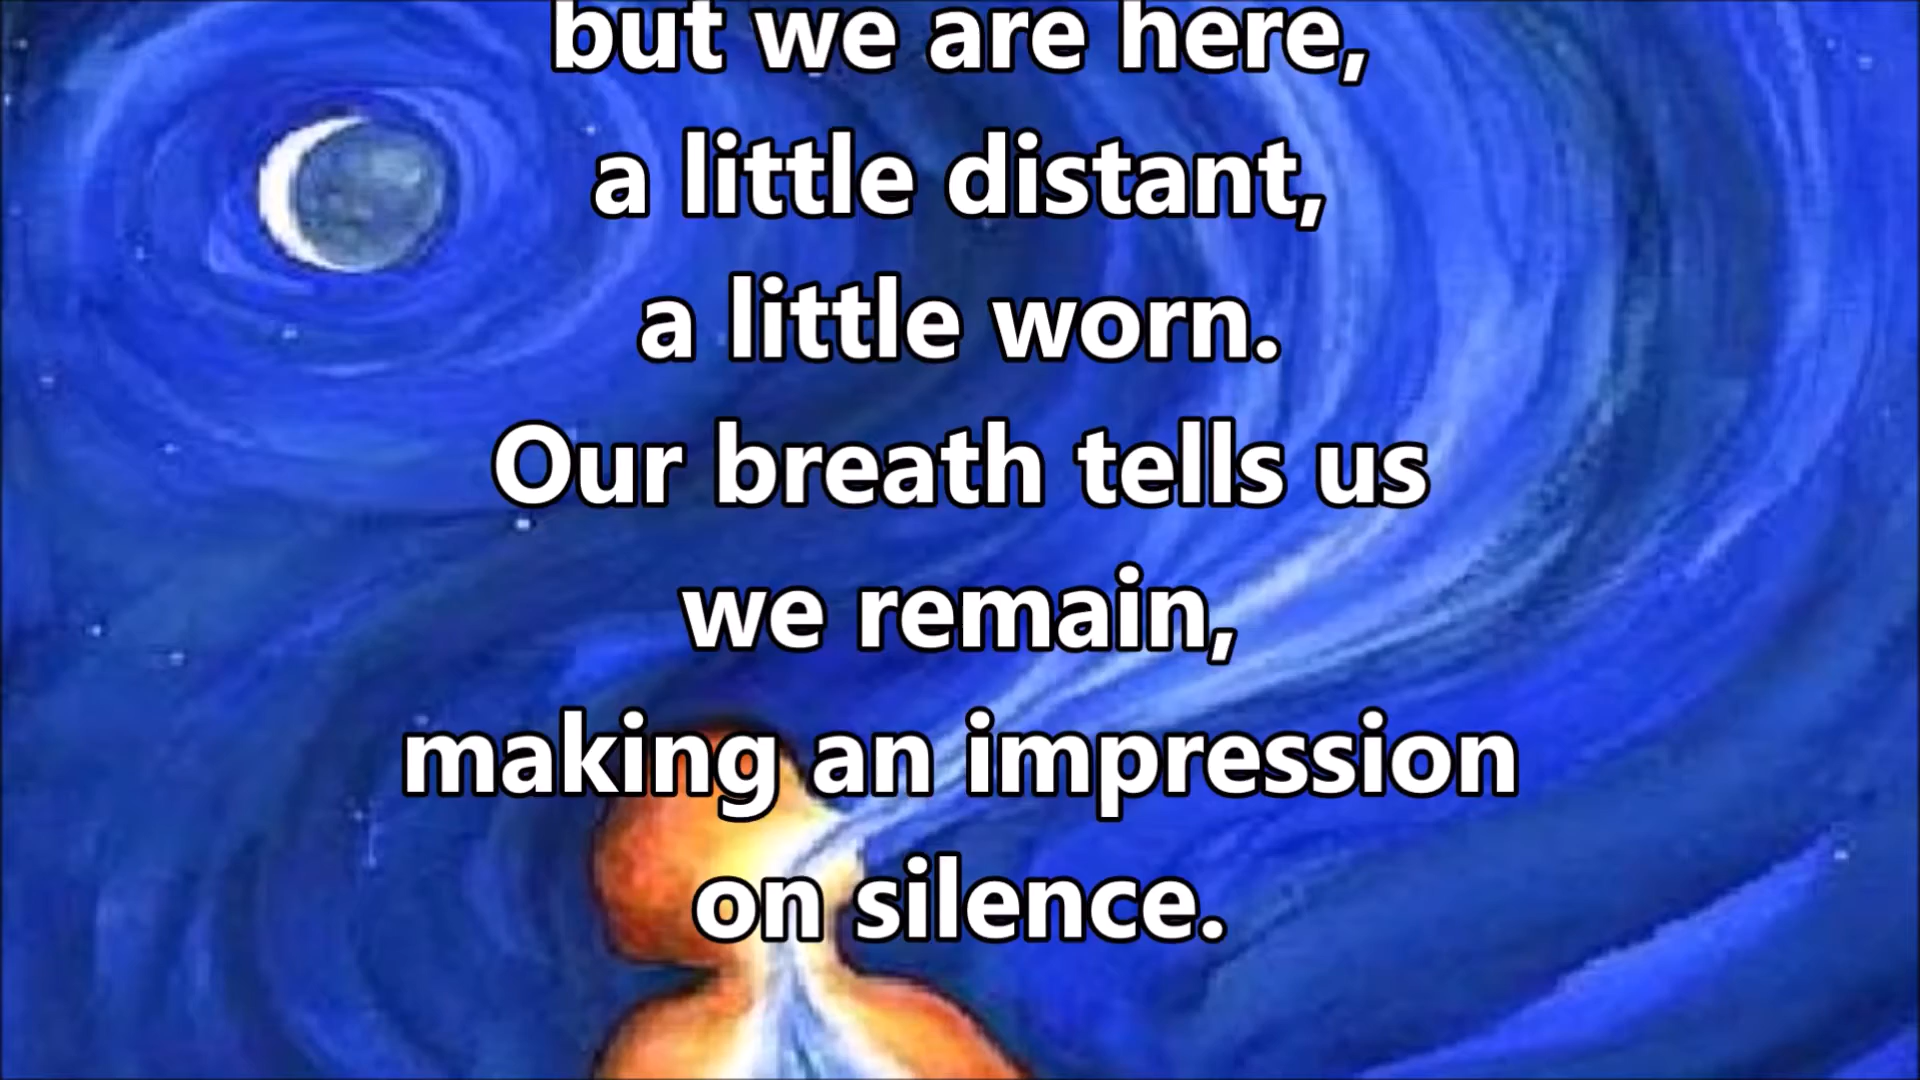 but we are here,
a little distant,
a little worn.
Our breath tells us
we remain,
making an impression
on silence.